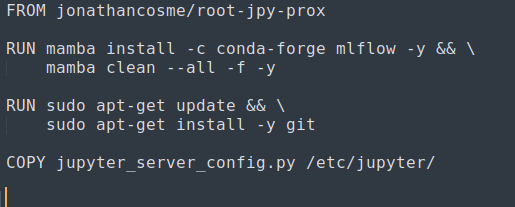 FROM jonathancosme/root-jpy-prox
RUN mamba install -c conda-forge mlflow -y && \
mamba clean --all -f -y
RUN sudo apt-get update && \
sudo apt-get install -y git
COPY jupyter_server_config.py /etc/jupyter/